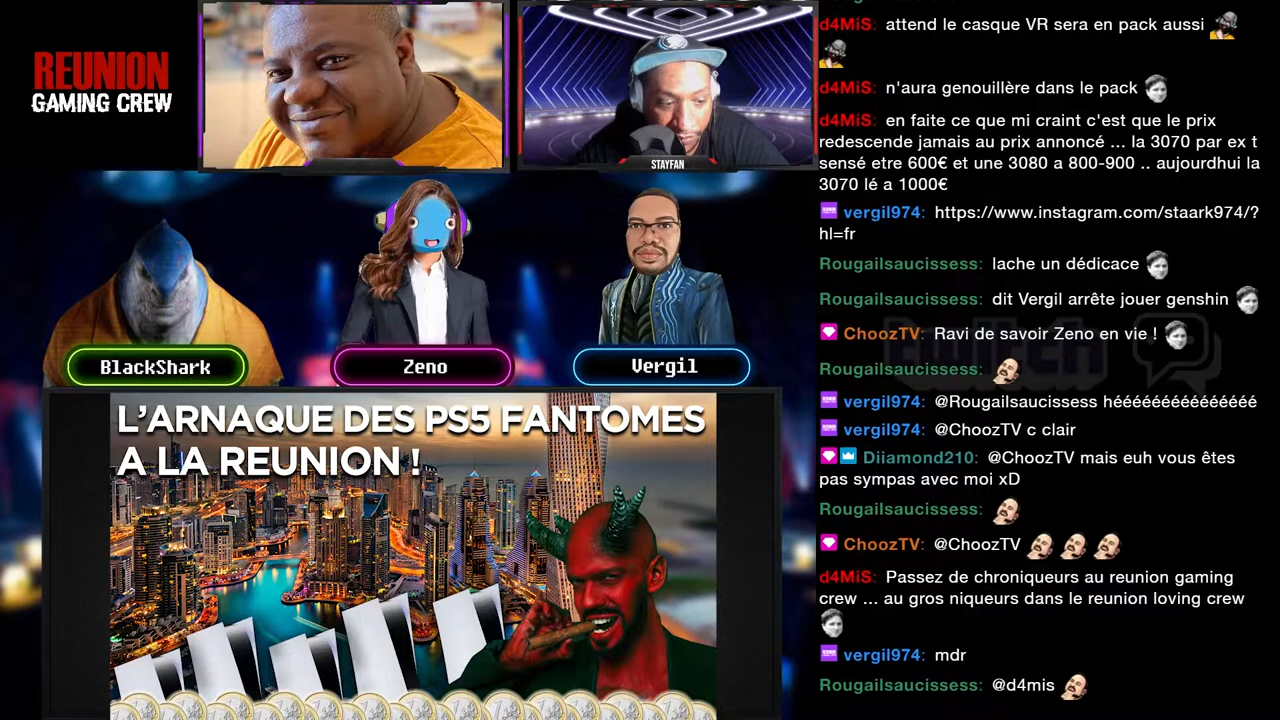 REUNION
GAMING CREW
STAYFAN
BlackShark
Zeno
Vergil
L'ARNAQUE DES PS5 FANTOMES
A LA REUNION !
d4MiS: attend le casque VR sera en pack aussi
d4MiS: n'aura genouillère dans le pack
d4MiS: en faite ce que mi craint c'est que le prix
redescende jamais au prix annoncé ... la 3070 par ex t
sensé etre 600€ et une 3080 a 800-900 .. aujourdhui la
3070 lé a 1000€
vergil974: https://www.instagram.com/staark974/?
hl=fr
Rougailsaucissess: lache un dédicace
Rougailsaucissess: dit Vergil arrête jouer genshin
ChoozTV: Ravi de savoir Zeno en vie !
Rougailsaucissess:
vergil974: @Rougailsaucissess héééééééééééééé
vergil974: @ChoozTV c clair
Diiamond210: @ChoozTV mais euh vous êtes
pas sympas avec moi xD
Rougailsaucissess:
ChoozTV: @ChoozTV
d4MiS: Passez de chroniqueurs au reunion gaming
crew ... au gros niqueurs dans le reunion loving crew
vergil974: mdr
Rougailsaucissess: @d4mis